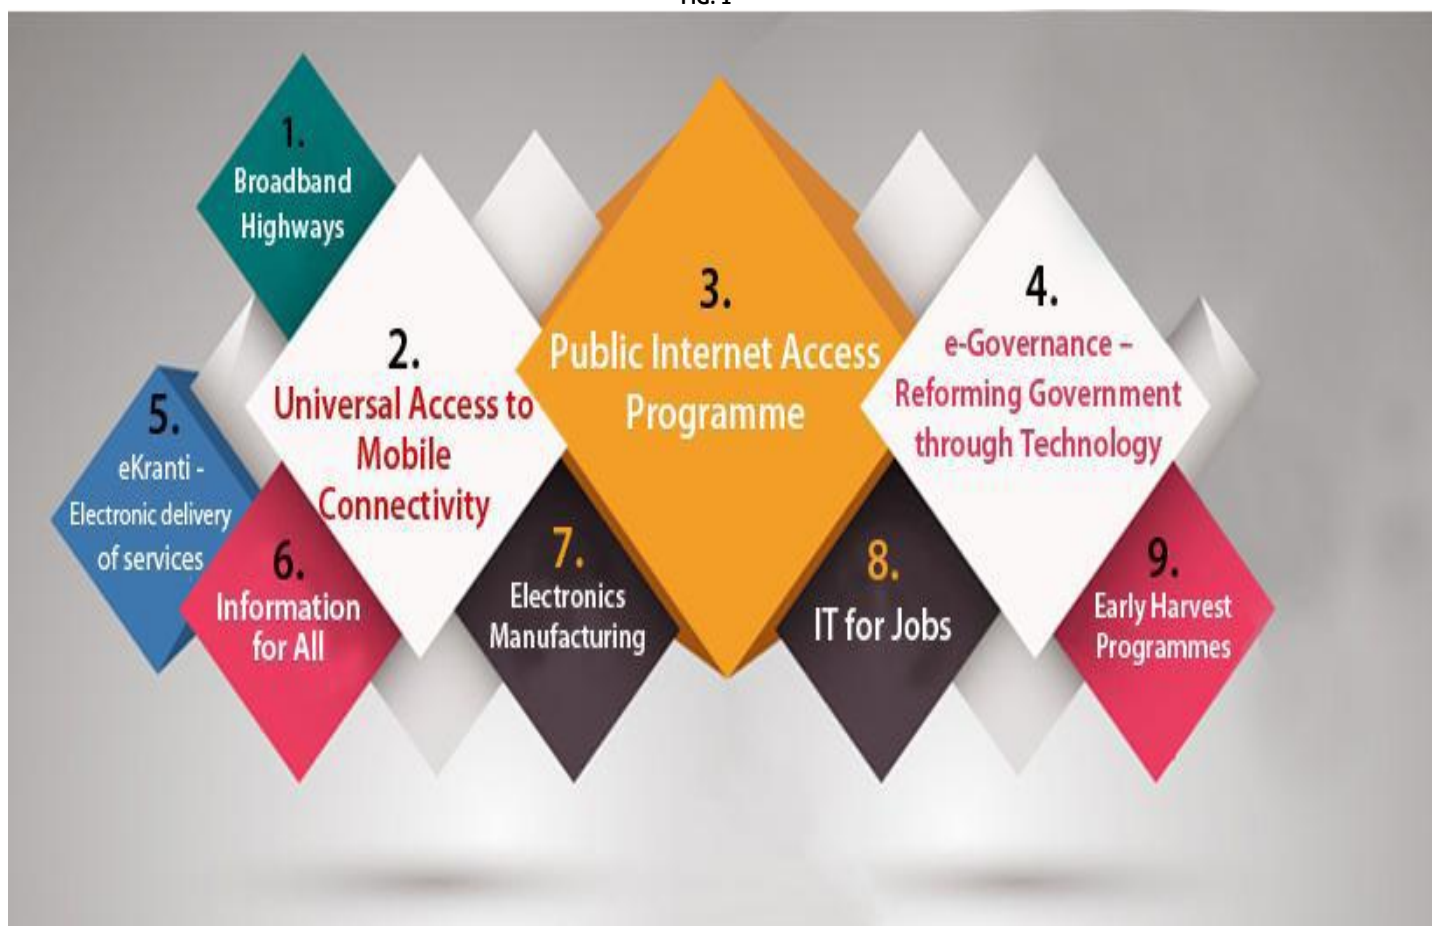 FIG. 1
1.
Broadband
Highways
2.
Universal Access to
Mobile
Connectivity
3.
Public Internet Access
Programme
4.
e-Governance –
Reforming Government
through Technology
5.
eKranti -
Electronic delivery
of services
6.
Information
for All
7.
Electronics
Manufacturing
8.
IT for Jobs
9.
Early Harvest
Programmes